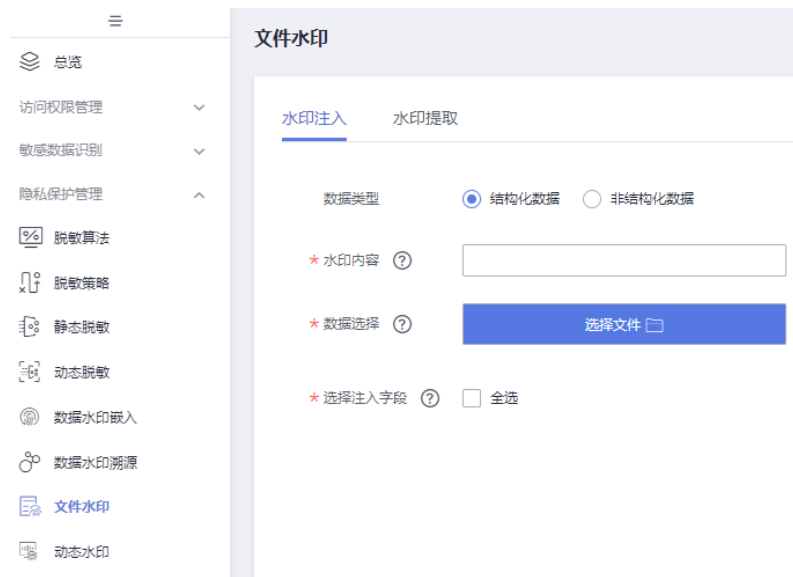 总览
访问权限管理
敏感数据识别
隐私保护管理
脱敏算法
脱敏策略
静态脱敏
动态脱敏
数据水印嵌入
数据水印溯源
文件水印
动态水印
文件水印
水印注入 水印提取
数据类型 结构化数据 非结构化数据
* 水印内容 ?
* 数据选择 ? 选择文件
* 选择注入字段 ? 全选